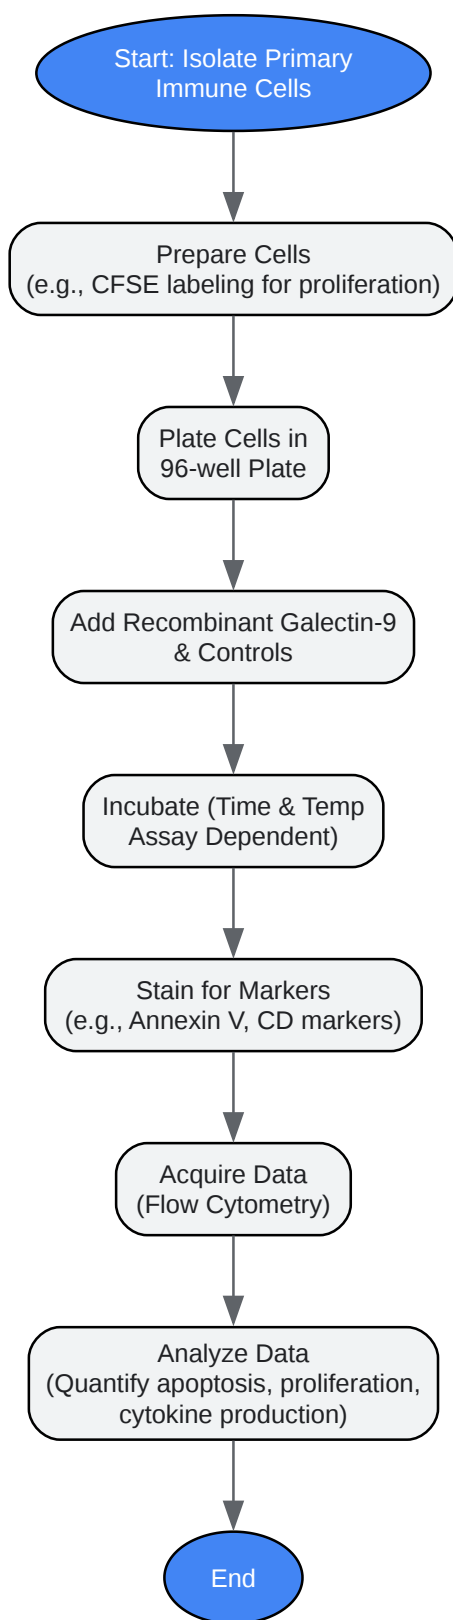 Start: Isolate Primary
Immune Cells
Prepare Cells
(e.g., CFSE labeling for proliferation)
Plate Cells in
96-well Plate
Add Recombinant Galectin-9
& Controls
Incubate (Time & Temp
Assay Dependent)
Stain for Markers
(e.g., Annexin V, CD markers)
Acquire Data
(Flow Cytometry)
Analyze Data
(Quantify apoptosis, proliferation,
cytokine production)
End